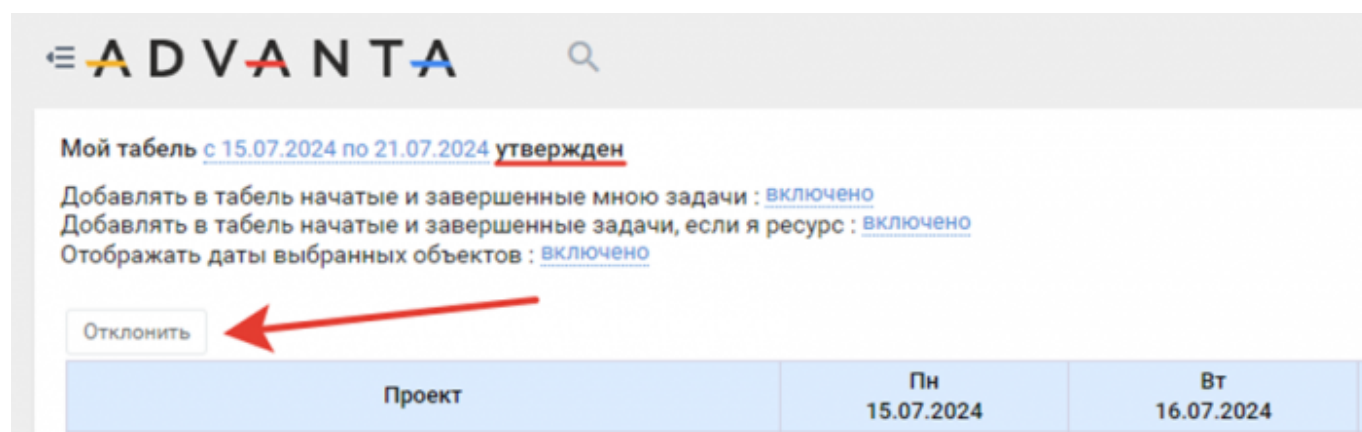 ADVANTA
Мой табель с 15.07.2024 по 21.07.2024 утвержден
Добавлять в табель начатые и завершенные мною задачи : включено
Добавлять в табель начатые и завершенные задачи, если я ресурс : включено
Отображать даты выбранных объектов : включено
Отклонить
Проект Пн Вт
15.07.2024 16.07.2024